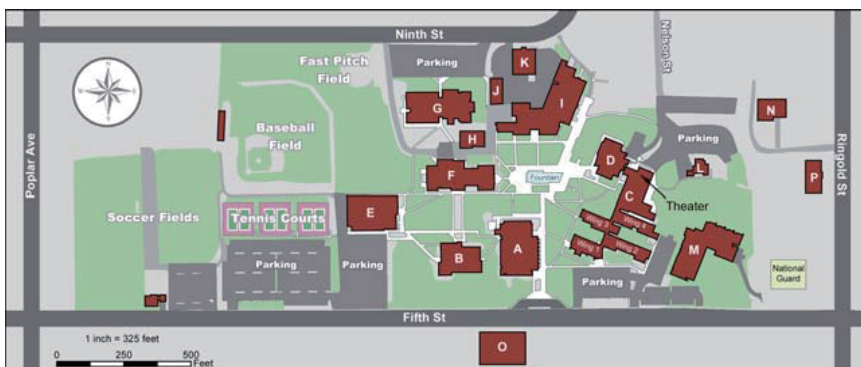 Ninth St
Nelson St
Poplar Ave
Ringold St
Fast Pitch
Field
Parking
K
J
I
G
H
N
Parking
Baseball
Field
D
L
P
F
Fountain
C
Theater
Soccer Fields
Tennis Courts
E
A
Wing 3
Wing 4
Wing 1
Wing 2
B
M
Parking
Parking
Parking
National
Guard
Fifth St
1 inch = 325 feet
0 250 500
Feet
O